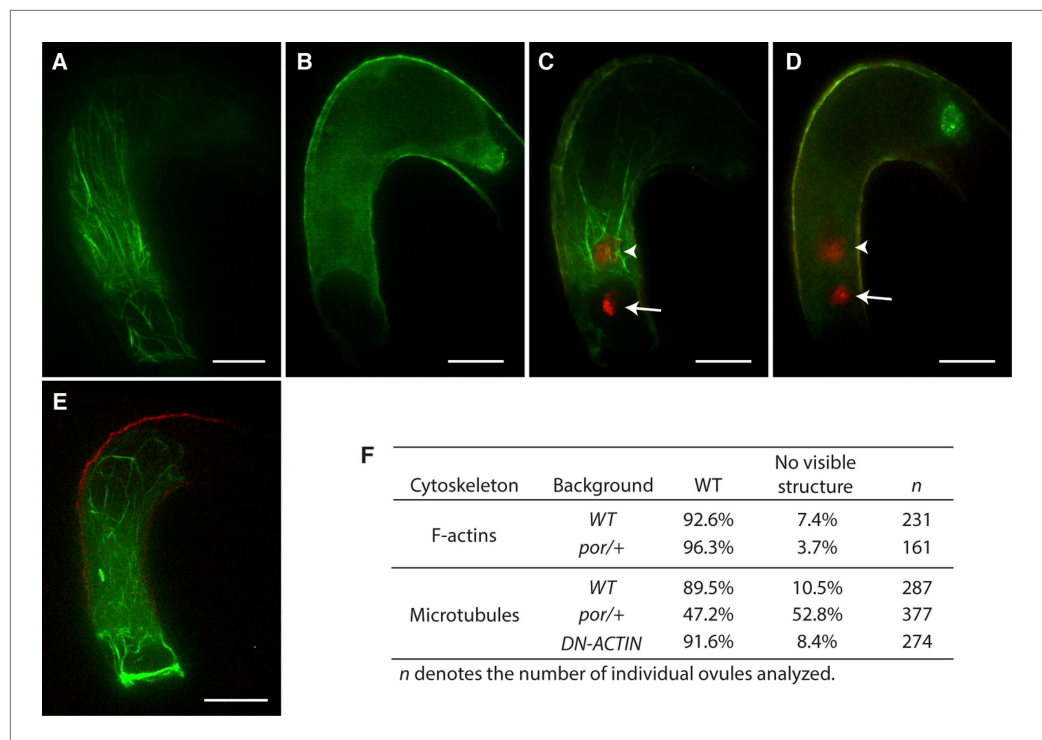 A
B
C
D
E
F
Cytoskeleton Background WT No visible structure n
F-actins
WT 92.6% 7.4% 231
por/+ 96.3% 3.7% 161
Microtubules
WT 89.5% 10.5% 287
por/+ 47.2% 52.8% 377
DN-ACTIN 91.6% 8.4% 274
n denotes the number of individual ovules analyzed.